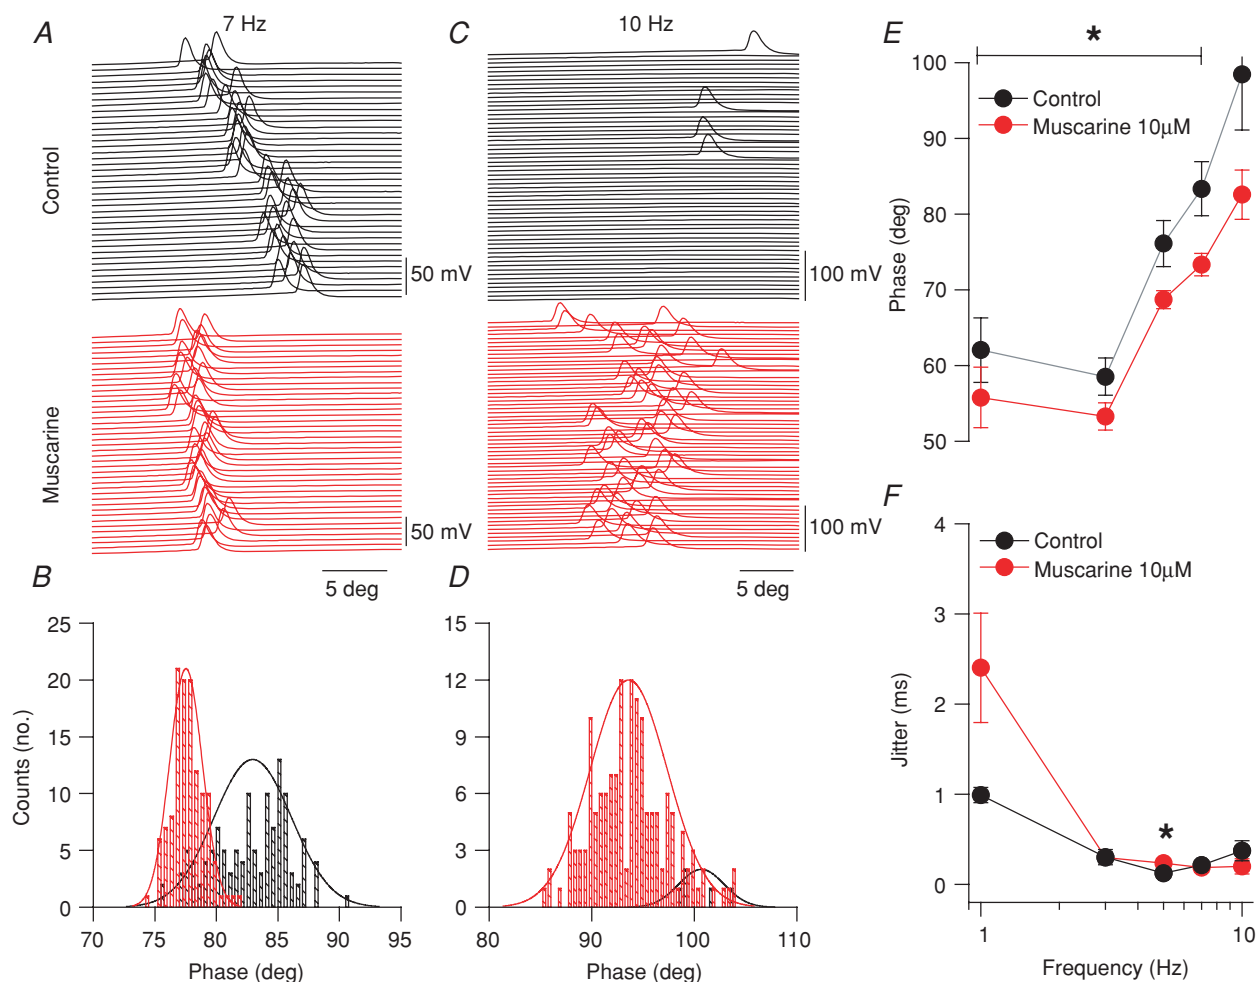 A
7 Hz
Control
50 mV
Muscarine
50 mV
5 deg
C
10 Hz
100 mV
100 mV
5 deg
B
25
20
15
10
5
0
Counts (no.)
70
75
80
85
90
95
Phase (deg)
D
15
12
9
6
3
0
80
90
100
110
Phase (deg)
E
*
100
90
80
70
60
50
Phase (deg)
Control
Muscarine 10µM
F
4
3
2
1
0
Jitter (ms)
Control
Muscarine 10µM
*
1
10
Frequency (Hz)